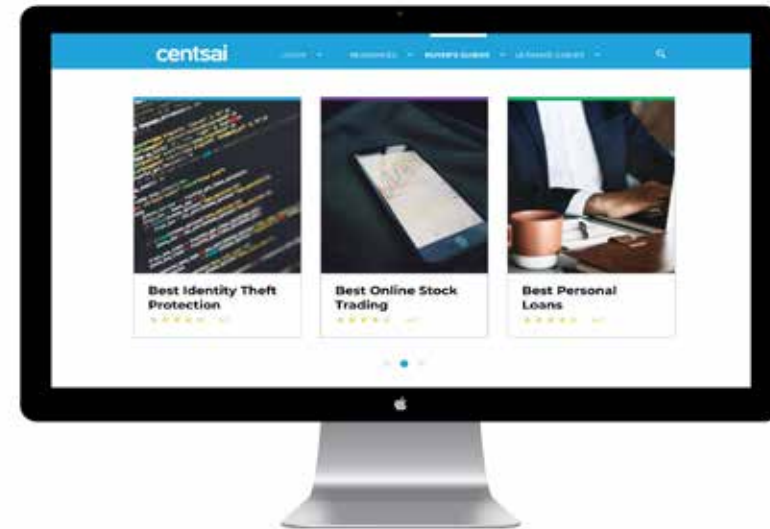 centsai
BUYER'S GUIDES
Best Identity Theft
Protection
Best Online Stock
Trading
Best Personal
Loans